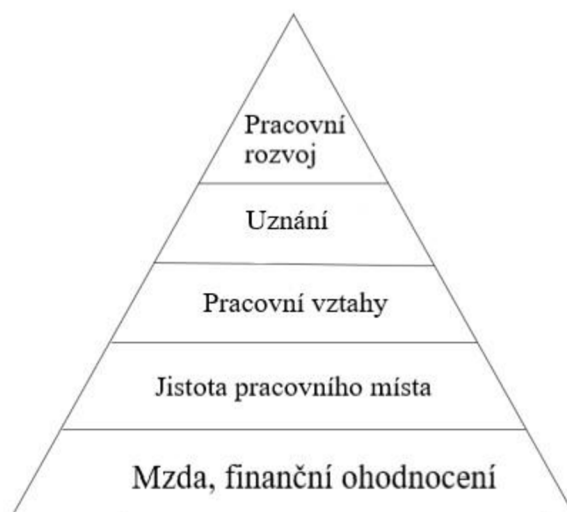 Pracovní
rozvoj
Uznání
Pracovní vztahy
Jistota pracovního místa
Mzda, finanční ohodnocení